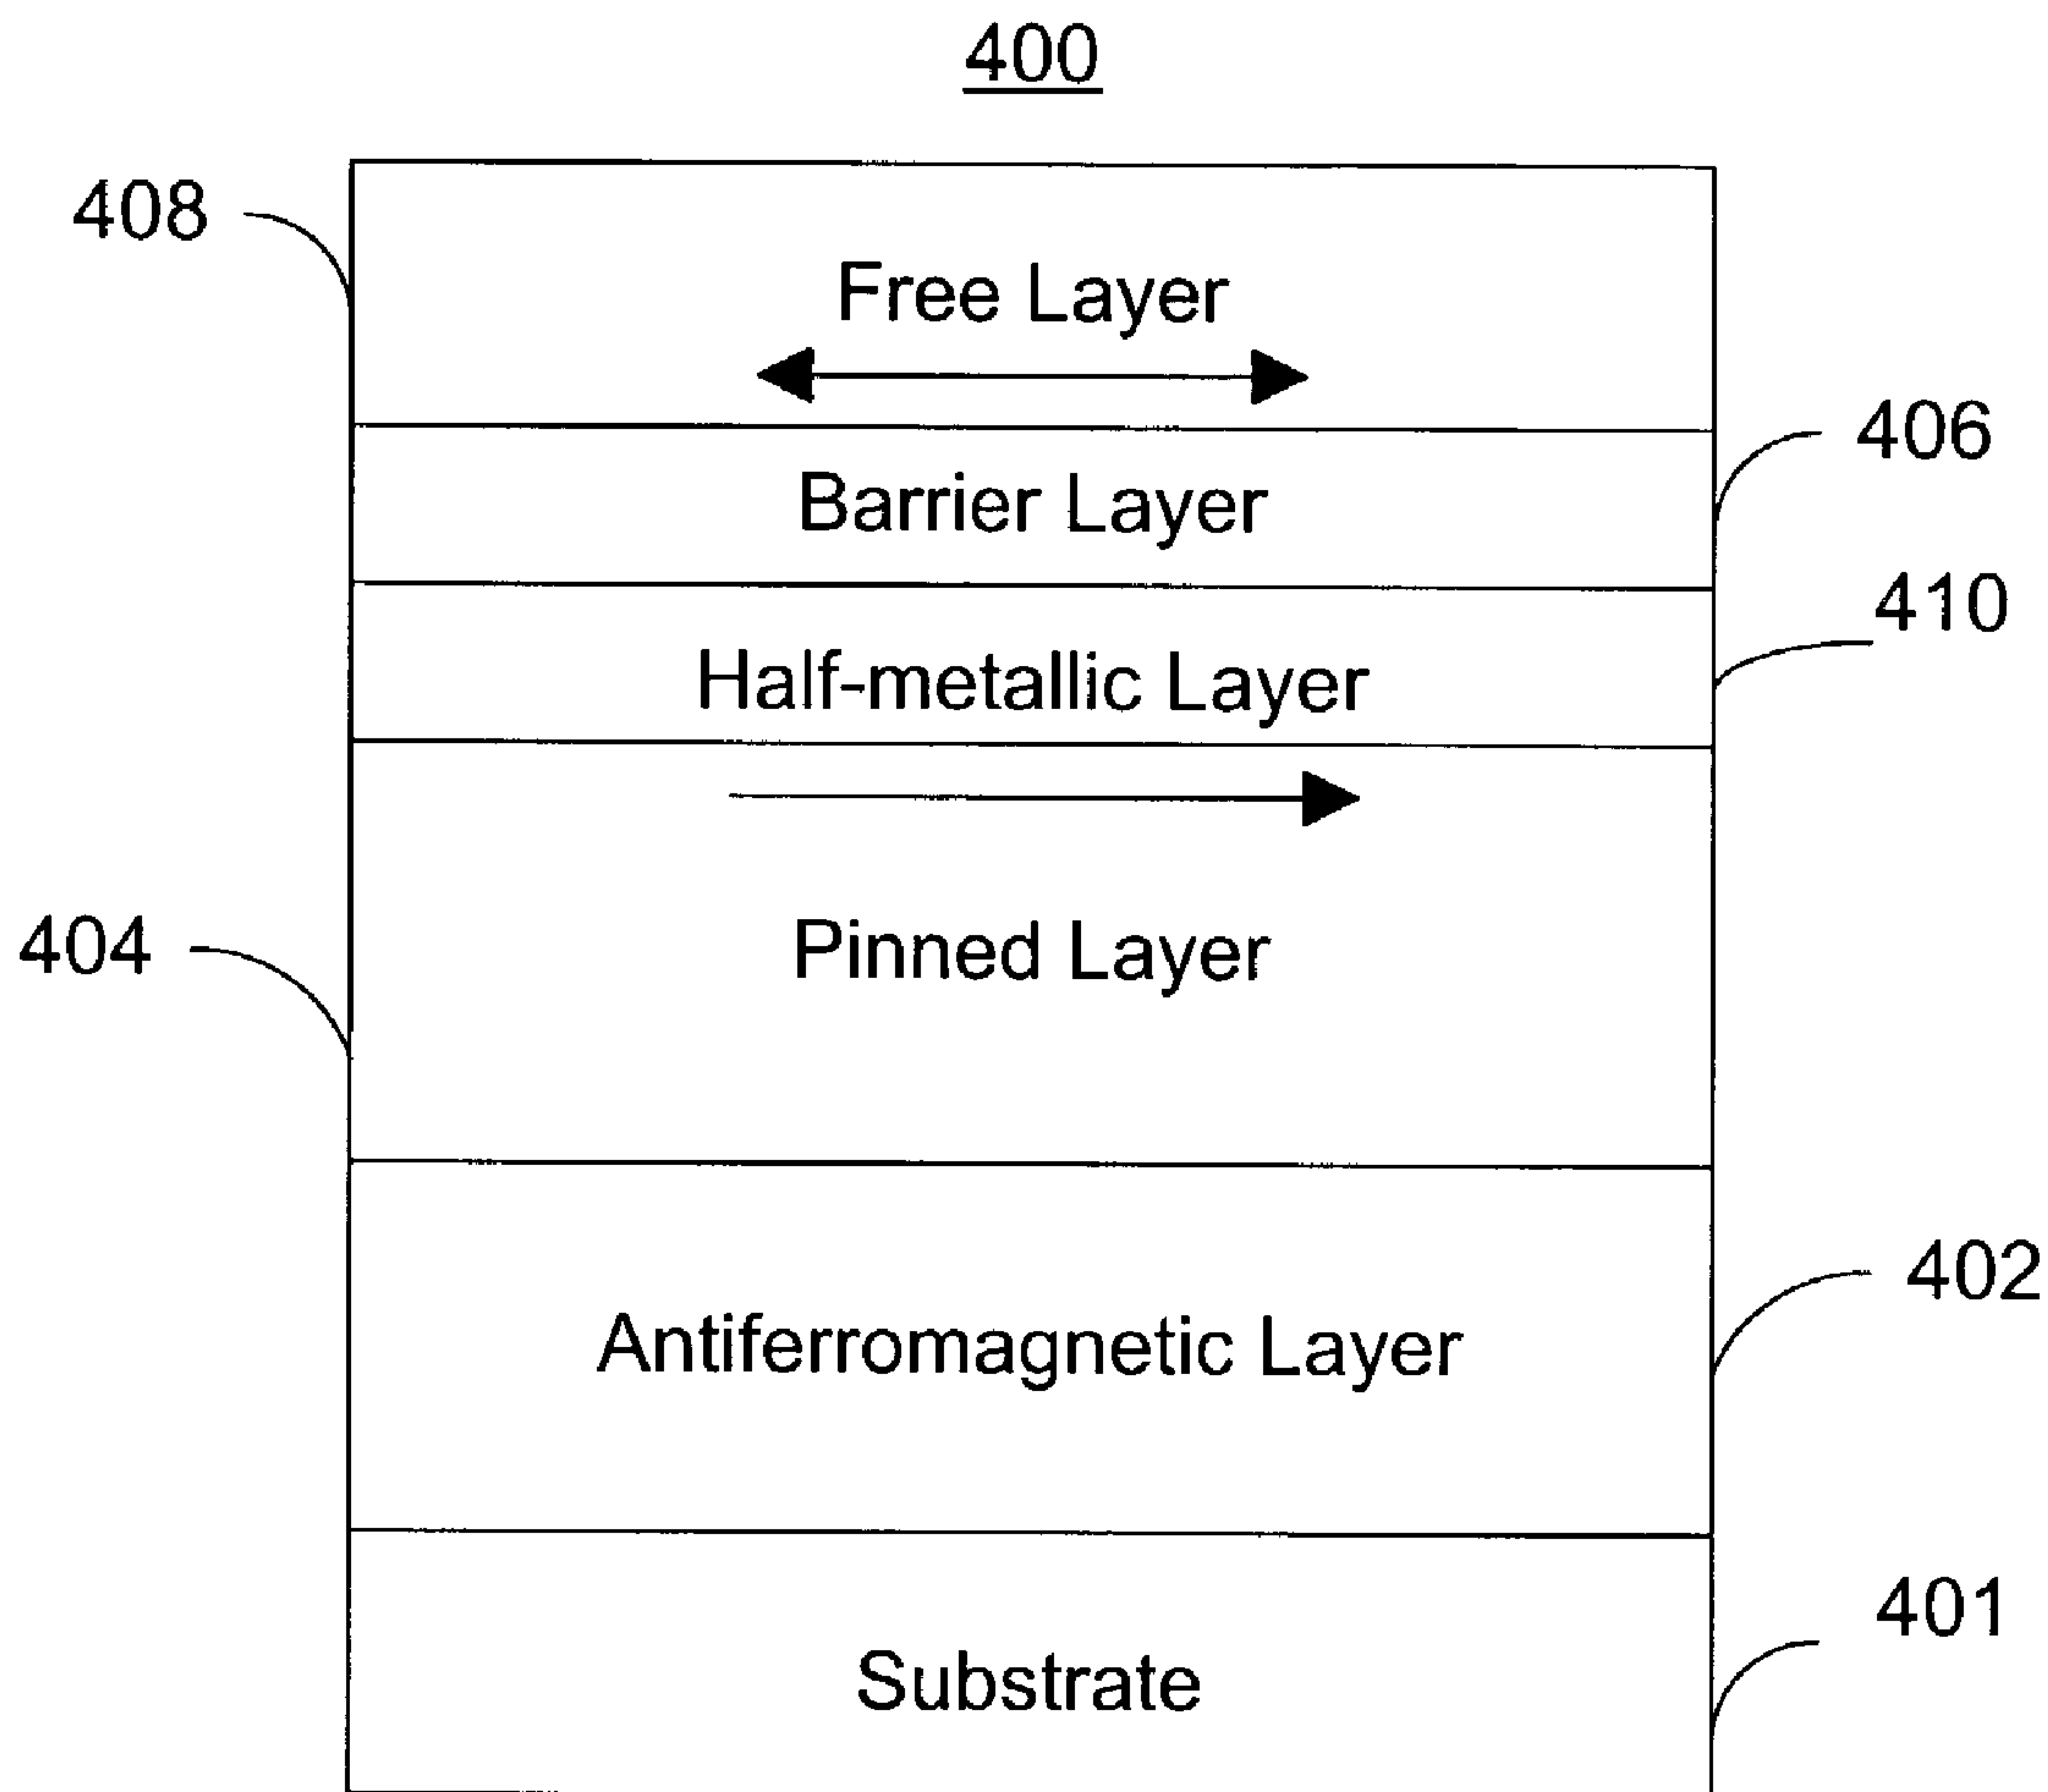 400
408
Free Layer
406
Barrier Layer
410
Half-metallic Layer
404
Pinned Layer
402
Antiferromagnetic Layer
401
Substrate